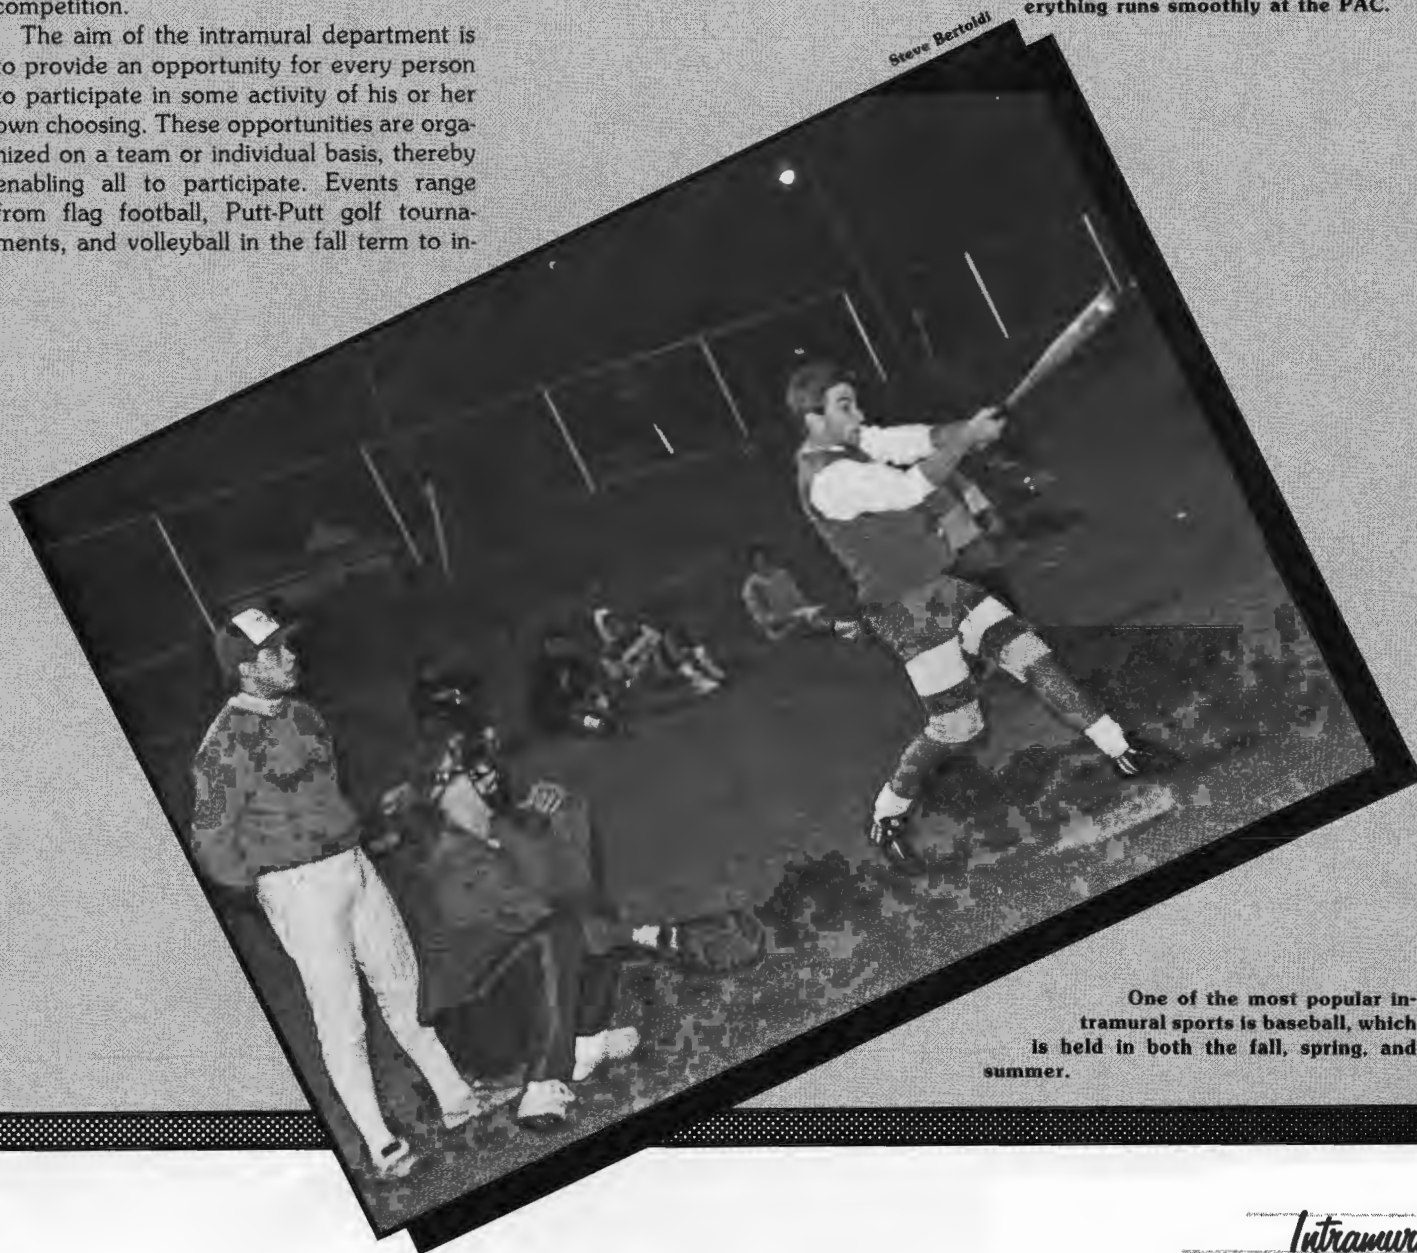 competition.
The aim of the intramural department is
to provide an opportunity for every person
to participate in some activity of his or her
own choosing. These opportunities are orga-
nized on a team or individual basis, thereby
enabling all to participate. Events range
from flag football, Putt-Putt golf tourna-
ments, and volleyball in the fall term to in-
erything runs smoothly at the PAC.
Steve Bertoldi
One of the most popular in-
tramural sports is baseball, which
is held in both the fall, spring, and
summer.
Intramur